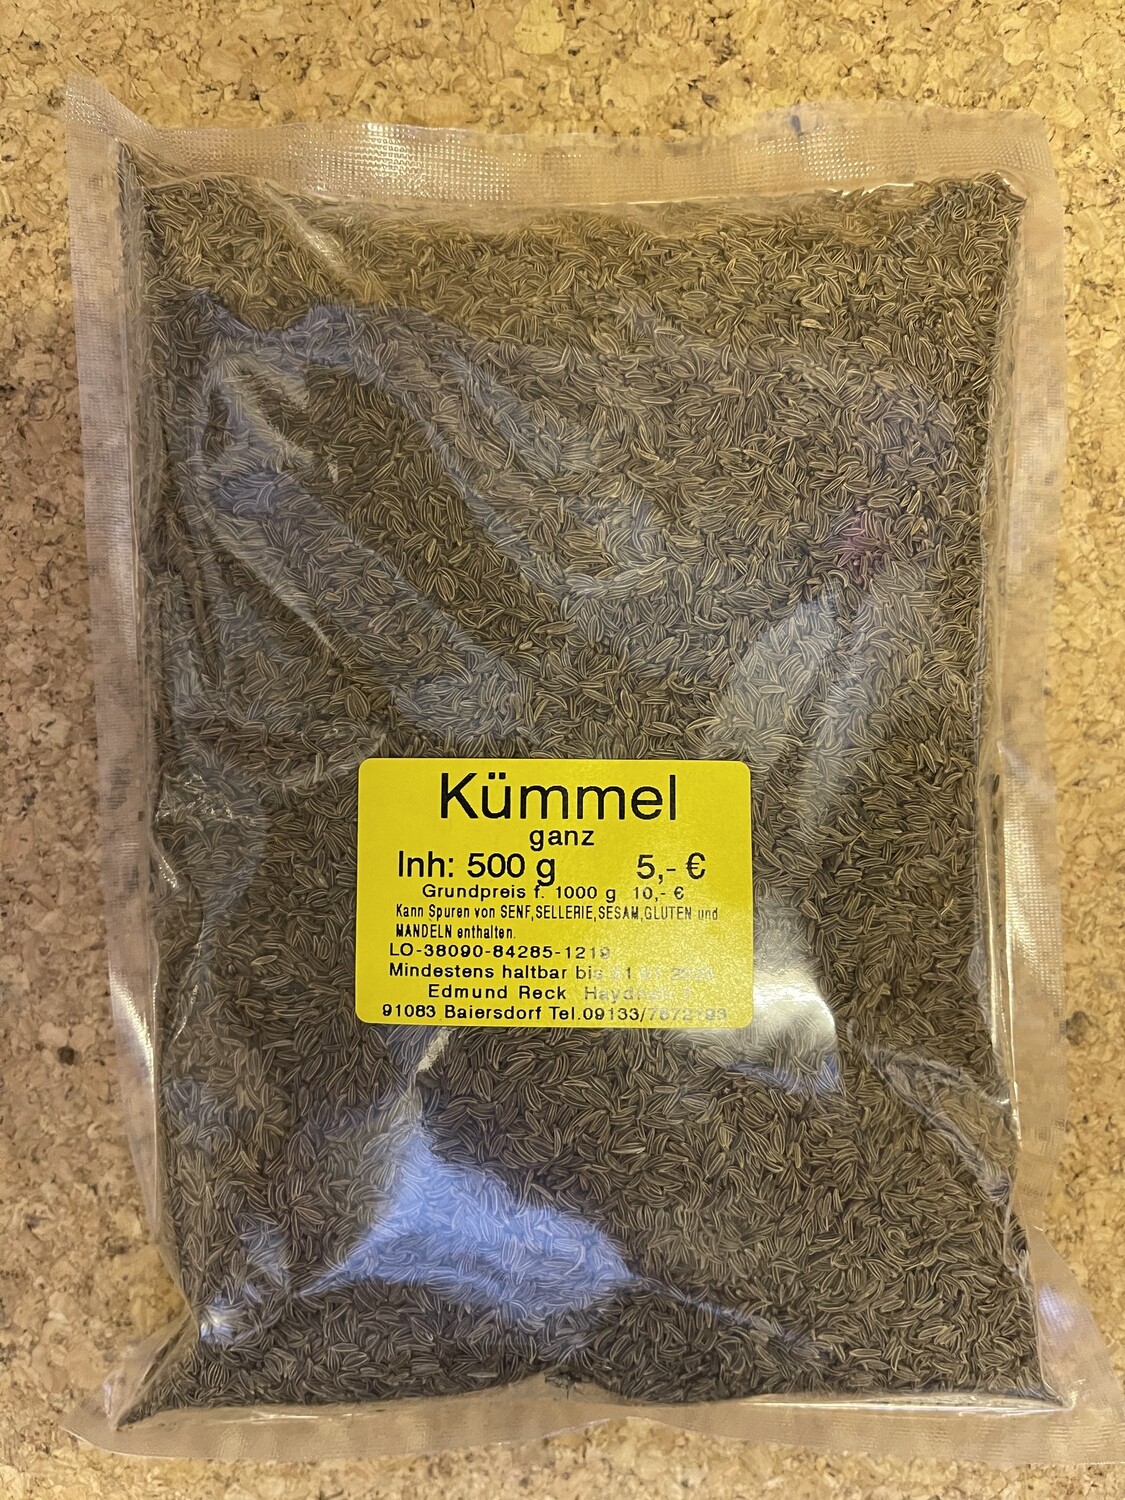 Kümmel
ganz
Inh: 500 g 5,- €
Grundpreis f. 1000 g 10,- €
Kann Spuren von SENF,SELLERIE,SESAM,GLUTEN und
MANDELN enthalten.
LO-38090-84285-1219
Mindestens haltbar bis
Edmund Reck
91083 Baiersdorf